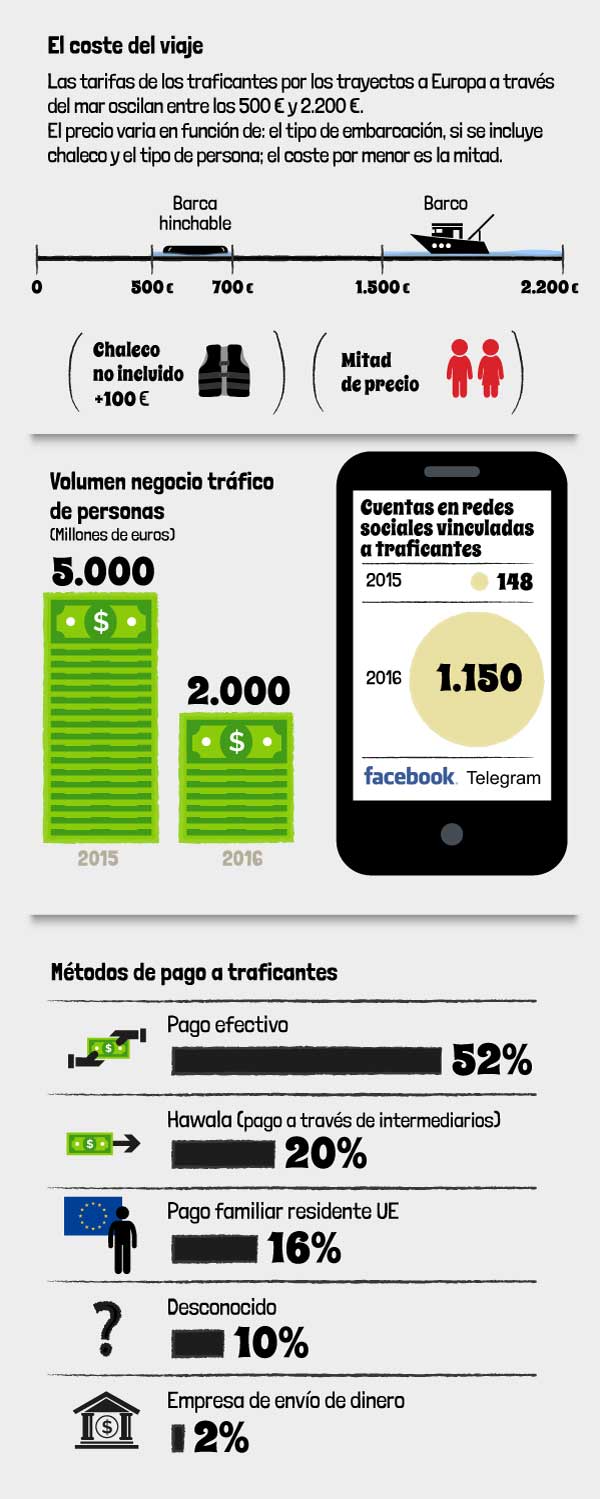 El coste del viaje
Las tarifas de los traficantes por los trayectos a Europa a través
del mar oscilan entre los 500 € y 2.200 €.
El precio varia en función de: el tipo de embarcación, si se incluye
chaleco y el tipo de persona; el coste por menor es la mitad.
Barca
hinchable
Barco
0
500 €
700 €
1.500 €
2.200 €
Chaleco
no incluido
+100 €
Mitad
de precio
Volumen negocio tráfico
de personas
(Millones de euros)
5.000
$
2.000
$
2015
2016
Cuentas en redes
sociales vinculadas
a traficantes
2015
148
2016
1.150
facebook.
Telegram
Métodos de pago a traficantes
Pago efectivo
$
52%
Hawala (pago a través de intermediarios)
$
20%
Pago familiar residente UE
16%
Desconocido
?
10%
Empresa de envío de dinero
$
2%